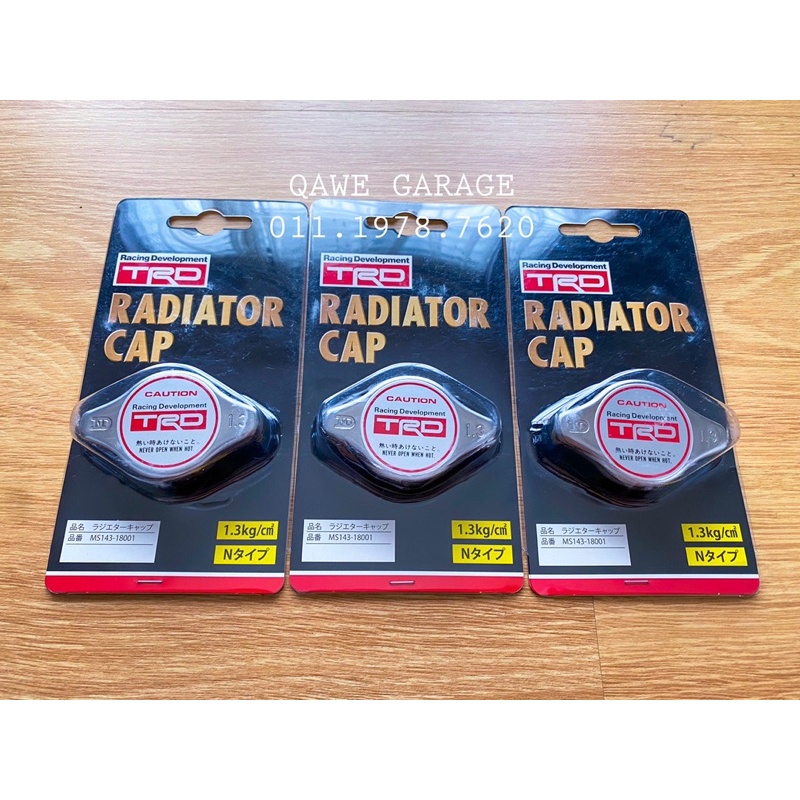 QAWE GARAGE
011.1978.7620
Racing Development
TRD
RADIATOR
CAP
CAUTION
Racing Development
TRD
1.3
熱い時あけないこと。
NEVER OPEN WHEN HOT.
品名 ラジエターキャップ
品番 MS143-18001
1.3kg/c㎡
Nタイプ
Racing Development
TRD
RADIATOR
CAP
CAUTION
Racing Development
TRD
1.3
熱い時あけないこと。
NEVER OPEN WHEN HOT.
品名 ラジエターキャップ
品番 MS143-18001
1.3kg/c㎡
Nタイプ
Racing Development
TRD
RADIATOR
CAP
CAUTION
Racing Development
TRD
1.3
熱い時あけないこと。
NEVER OPEN WHEN HOT.
品名 ラジエターキャップ
品番 MS143-18001
1.3kg/c㎡
Nタイプ